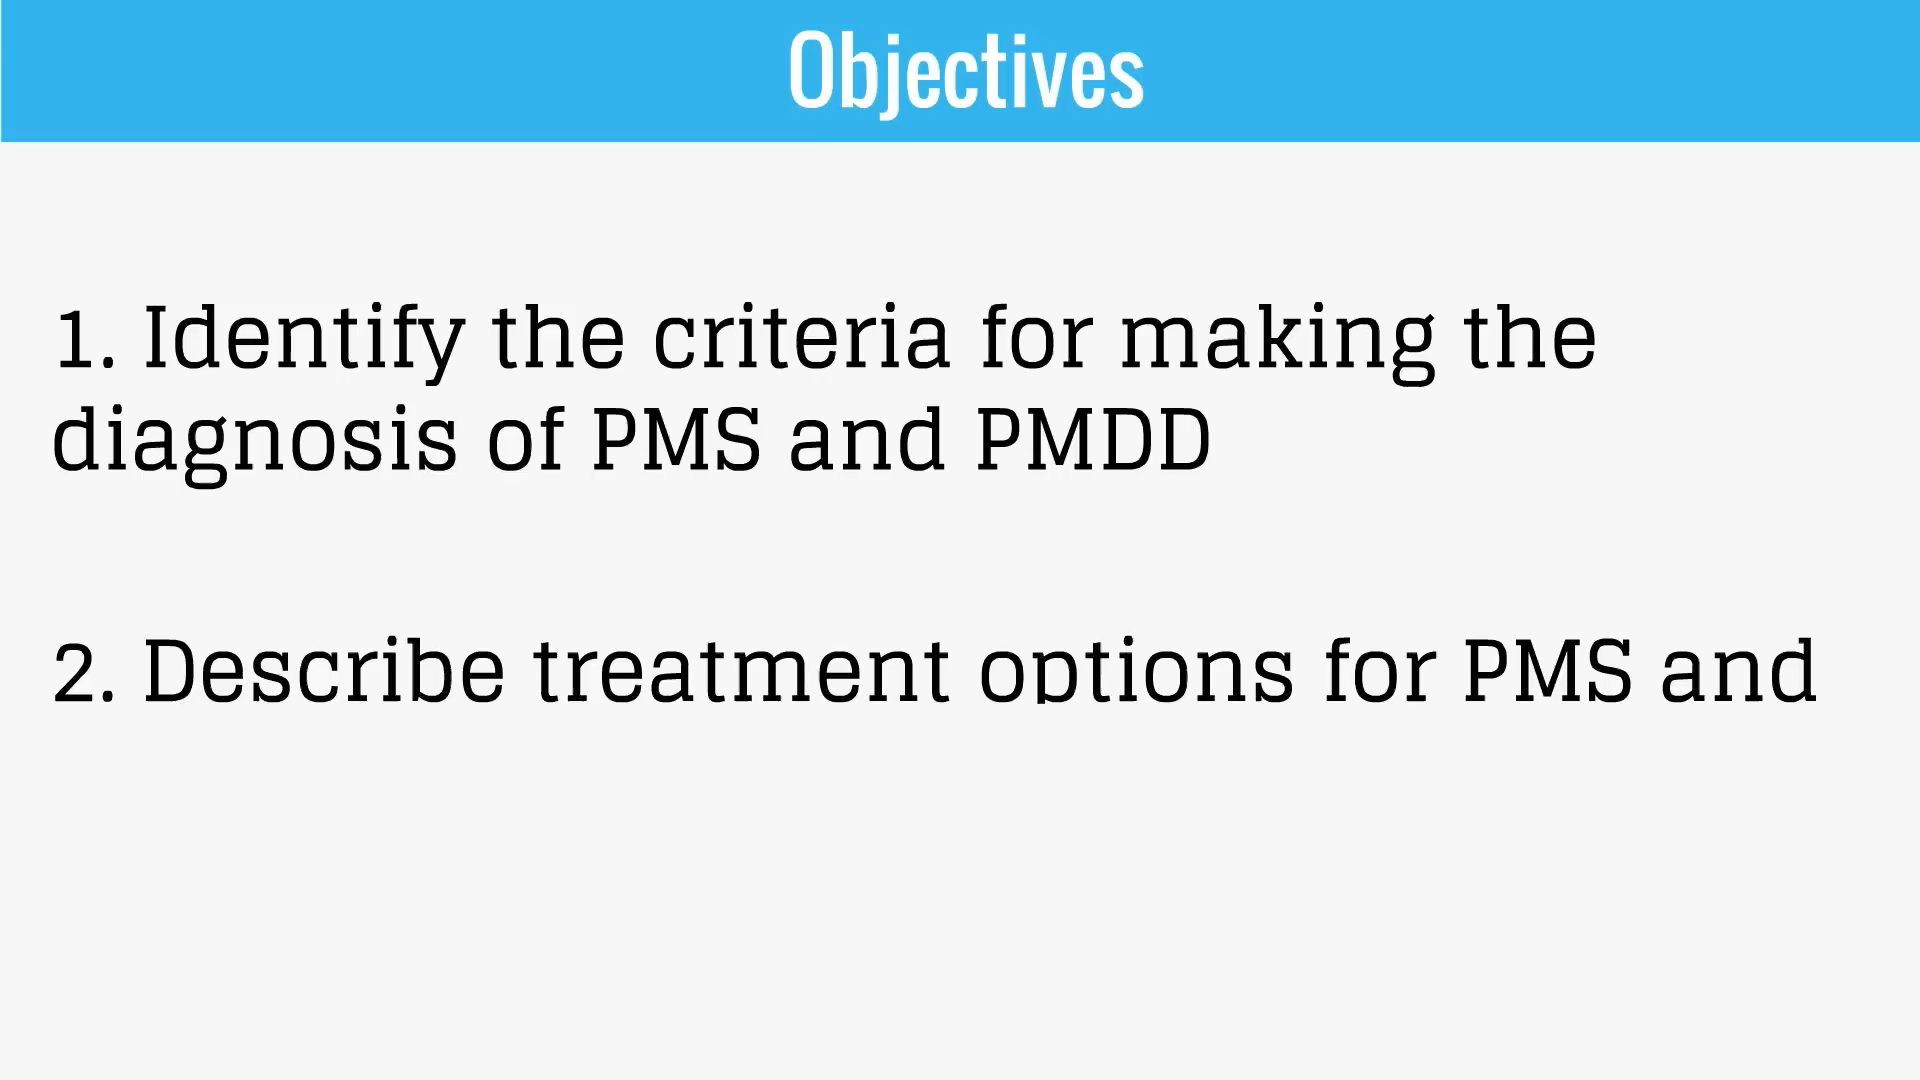 Objectives
1. Identify the criteria for making the
diagnosis of PMS and PMDD
2. Describe treatment options for PMS and